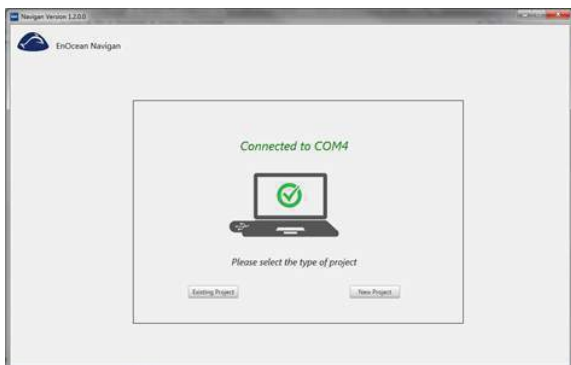 Navigan Version 1.2.0.0
EnOcean Navigan
Connected to COM4
Please select the type of project
Existing Project
New Project